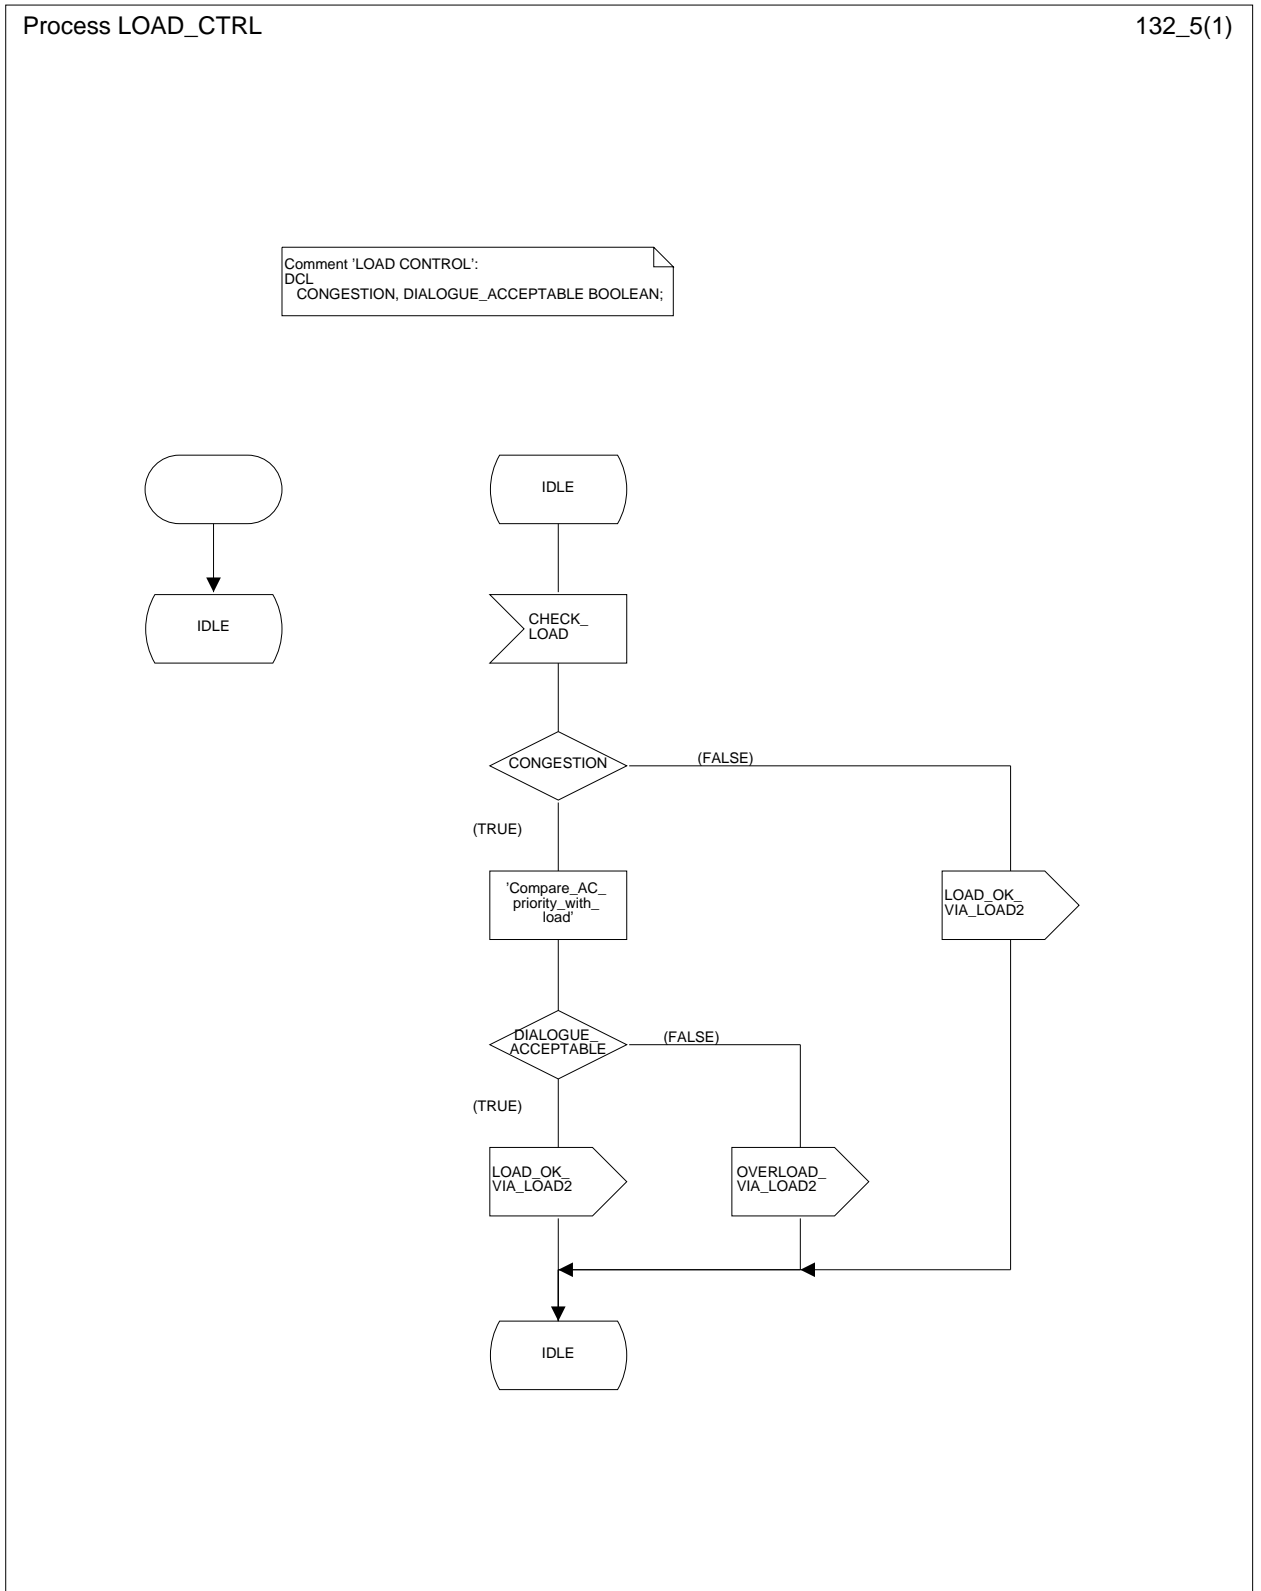 Process LOAD_CTRL
132_5(1)
Comment 'LOAD CONTROL':
DCL
CONGESTION, DIALOGUE_ACCEPTABLE BOOLEAN;
IDLE
IDLE
CHECK_
LOAD
CONGESTION
(FALSE)
(TRUE)
'Compare_AC_
priority_with_
load'
LOAD_OK_
VIA_LOAD2
DIALOGUE_
ACCEPTABLE
(FALSE)
(TRUE)
LOAD_OK_
VIA_LOAD2
OVERLOAD_
VIA_LOAD2
IDLE